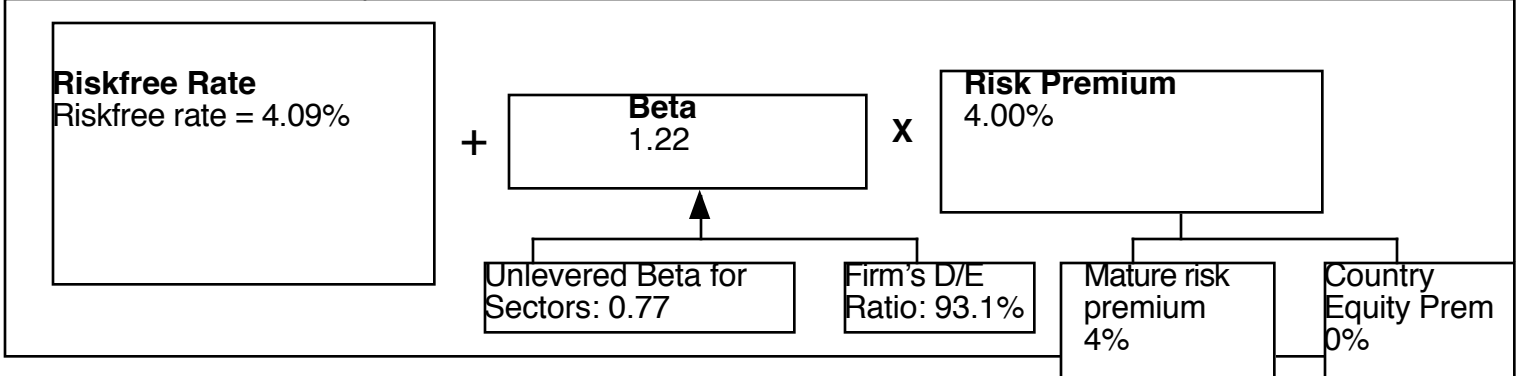 Riskfree Rate
Riskfree rate = 4.09%
+
Beta
1.22
X
Risk Premium
4.00%
Unlevered Beta for
Sectors: 0.77
Firm's D/E
Ratio: 93.1%
Mature risk
premium
4%
Country
Equity Prem
0%